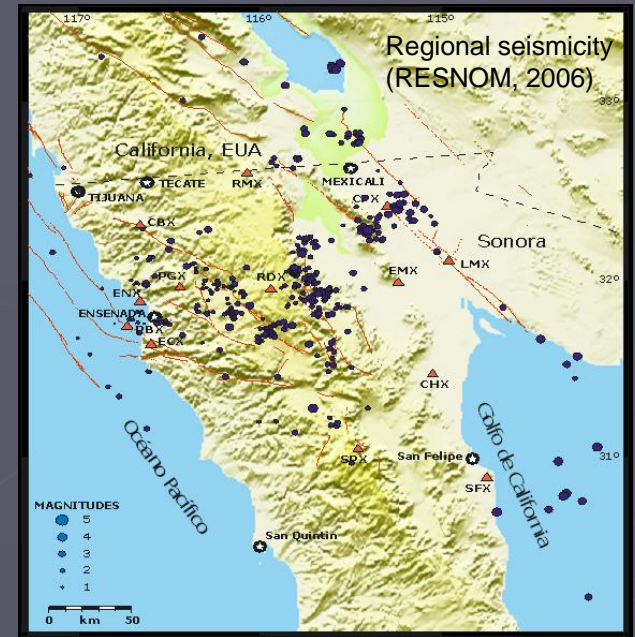 117° 116° 115°
Regional seismicity
(RESNOM, 2006)
33°
California, EUA
MEXICALI
TECATE
RMX
TIJUANA
CPX
CBX
Sonora
LMX
32°
PGX
RDX
EMX
ENX
ENSENADA
ECX
CHX
Océano Pacífico
Golfo de California
31°
SPX
San Felipe
SFX
MAGNITUDES
5
4
3
2
1
San Quintín
0 km 50